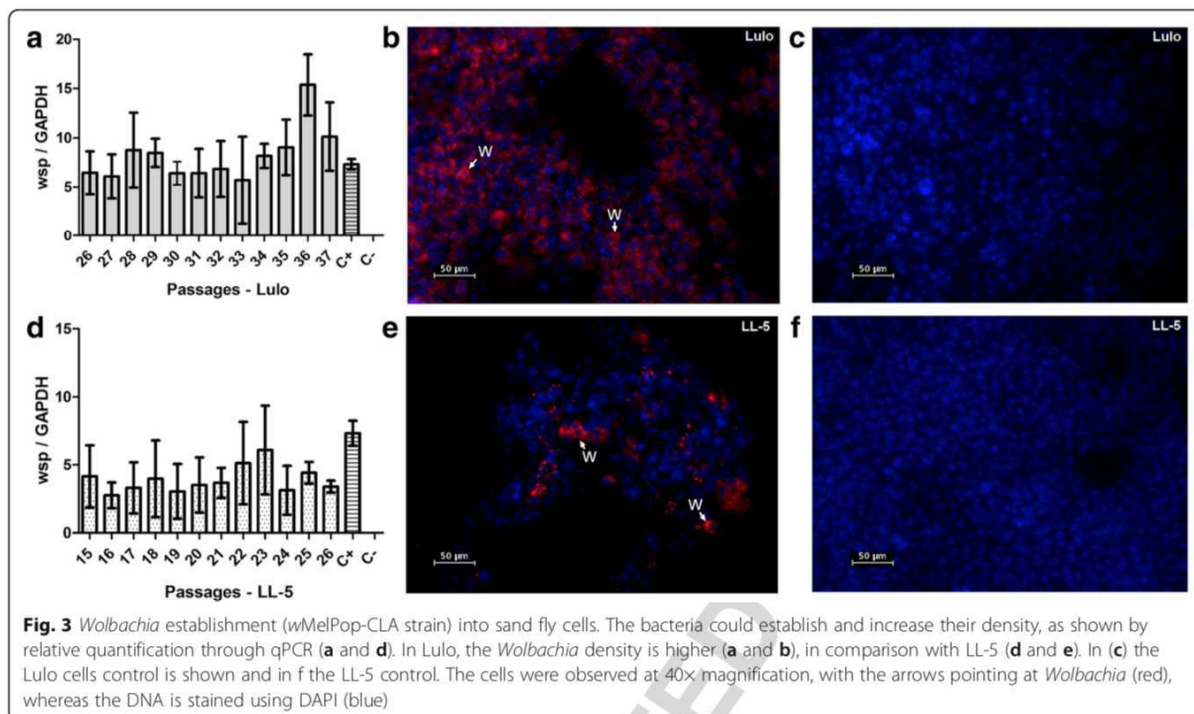 a
20
15
10
5
0
wsp / GAPDH
26 27 28 29 30 31 32 33 34 35 36 37 C+ C-
Passages - Lulo
b
Lulo
W
W
50 µm
c
Lulo
50 µm
d
15
10
5
0
wsp / GAPDH
15 16 17 18 19 20 21 22 23 24 25 26 C+ C-
Passages - LL-5
e
LL-5
W
W
50 µm
f
LL-5
50 µm
Fig. 3 Wolbachia establishment (wMelPop-CLA strain) into sand fly cells. The bacteria could establish and increase their density, as shown by
relative quantification through qPCR (a and d). In Lulo, the Wolbachia density is higher (a and b), in comparison with LL-5 (d and e). In (c) the
Lulo cells control is shown and in f the LL-5 control. The cells were observed at 40× magnification, with the arrows pointing at Wolbachia (red),
whereas the DNA is stained using DAPI (blue)